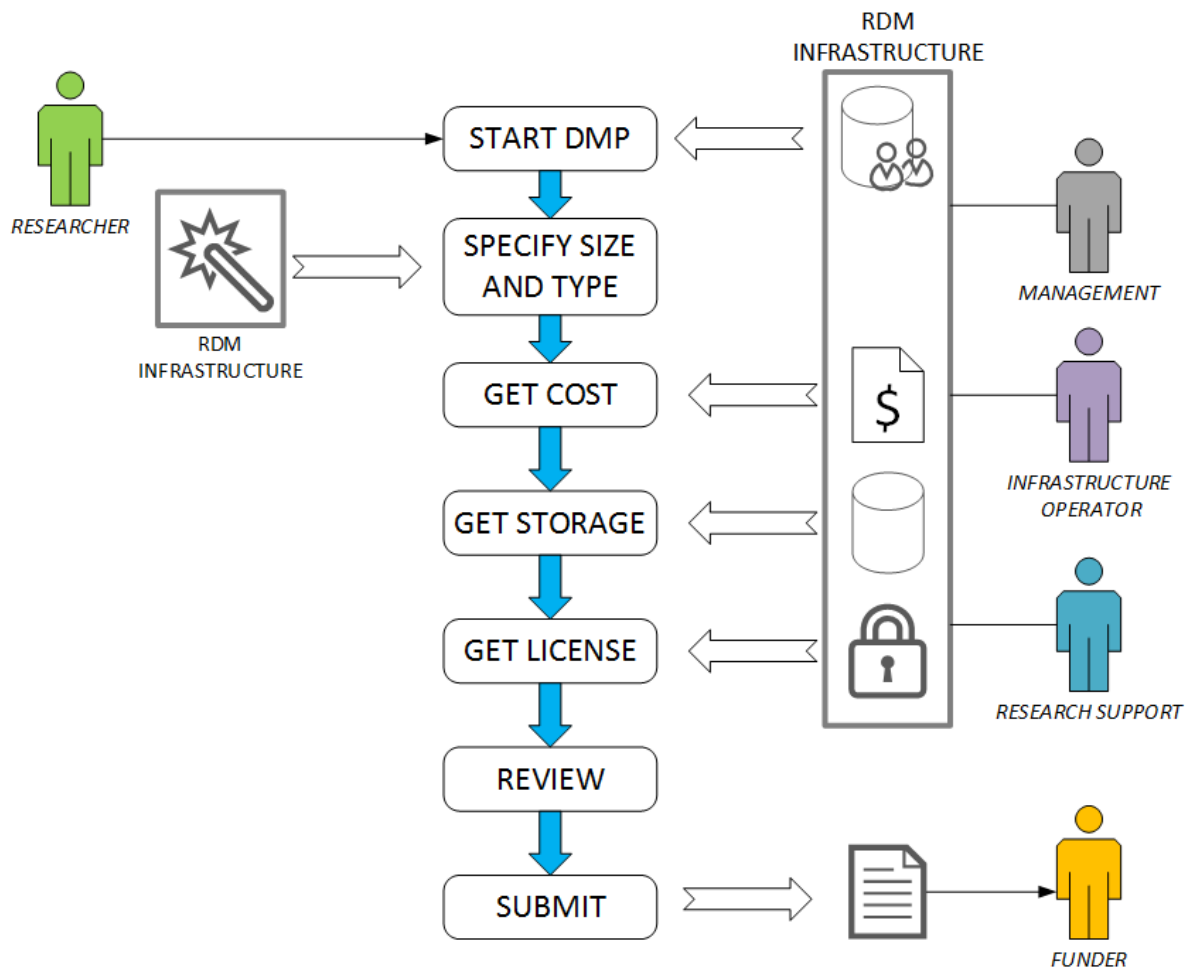 RDM
INFRASTRUCTURE
START DMP
RESEARCHER
SPECIFY SIZE
AND TYPE
MANAGEMENT
RDM
INFRASTRUCTURE
GET COST
$
INFRASTRUCTURE
OPERATOR
GET STORAGE
GET LICENSE
RESEARCH SUPPORT
REVIEW
SUBMIT
FUNDER